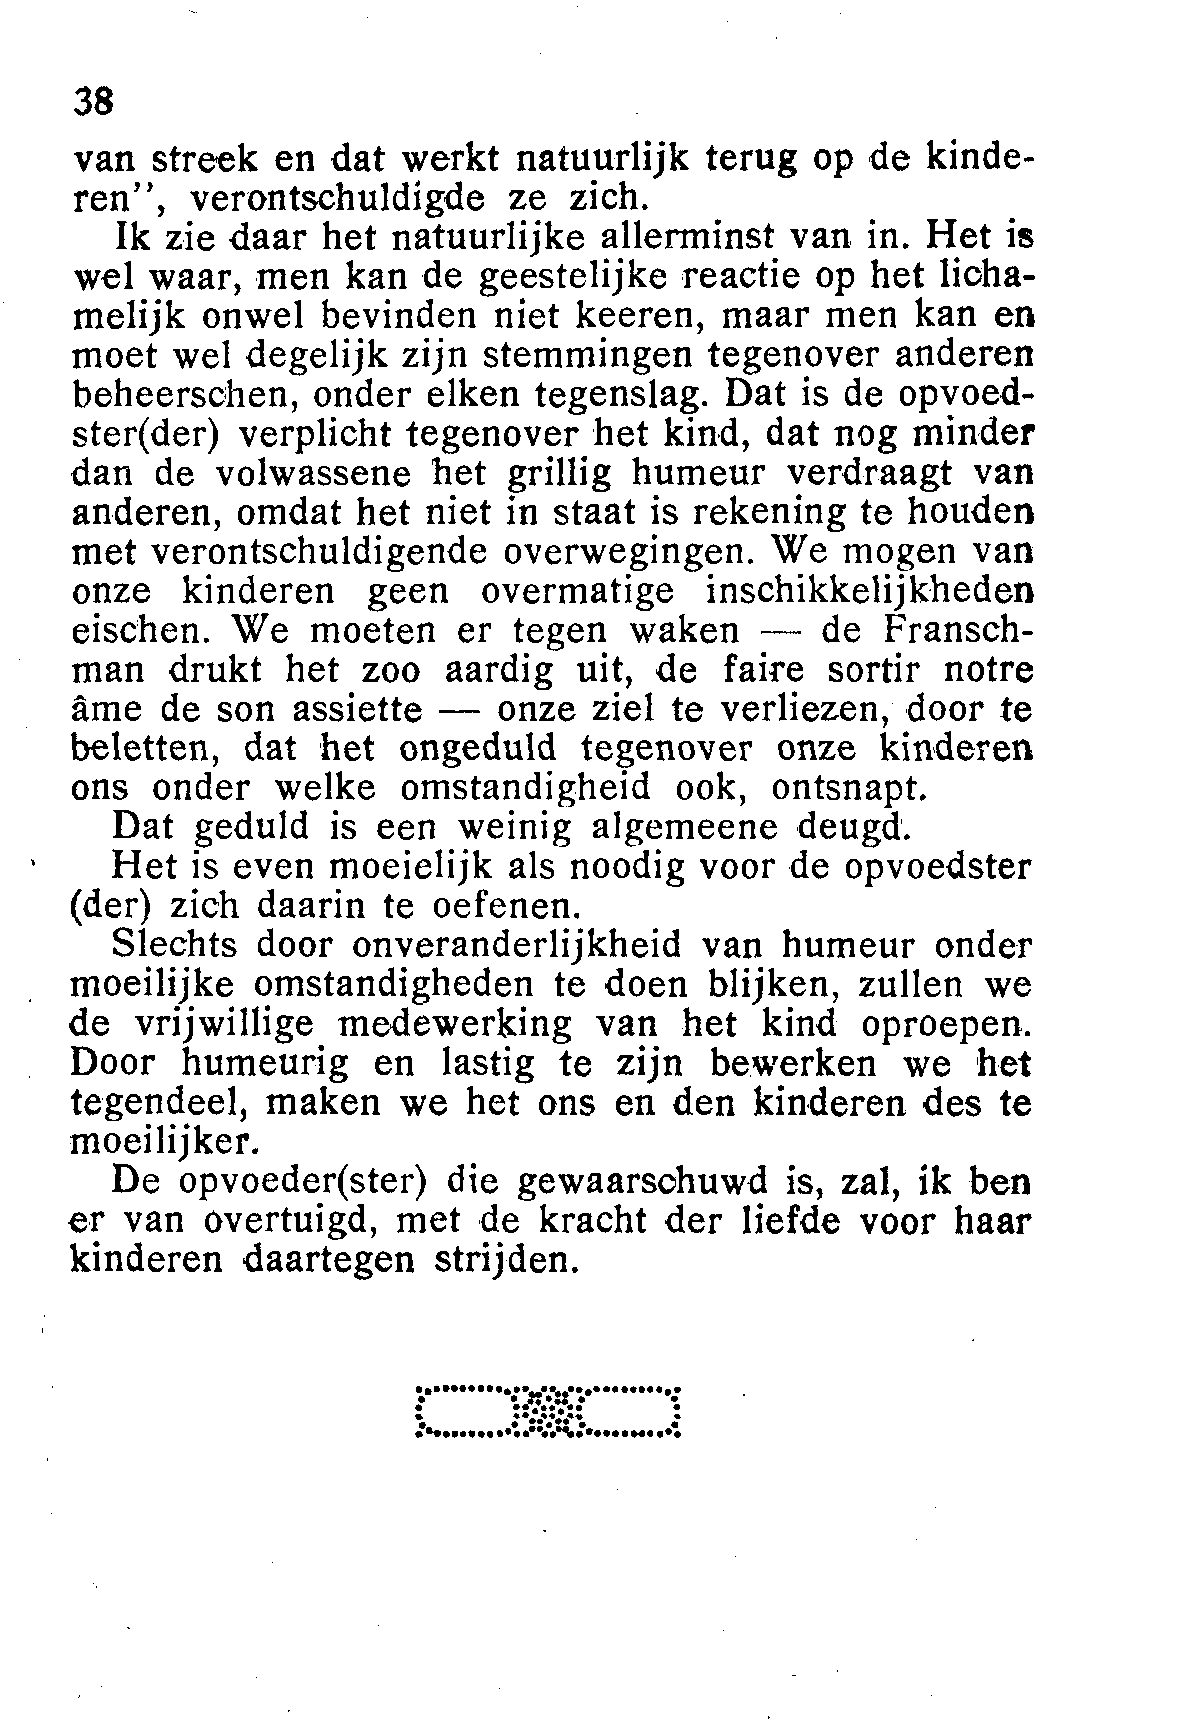 38
van streek en dat werkt natuurlijk terug op de kinde-
ren’’, verontschuldigde ze zich.
Ik zie daar het natuurlijke allerminst van in. Het is
wel waar, men kan de geestelijke reactie op het licha-
melijk onwel bevinden niet keeren, maar men kan en
moet wel degelijk zijn stemmingen tegenover anderen
beheerschen, onder elken tegenslag. Dat is de opvoed-
ster(der) verplicht tegenover het kind, dat nog minder
dan de volwassene het grillig humeur verdraagt van
anderen, omdat het niet in staat is rekening te houden
met verontschuldigende overwegingen. We mogen van
onze kinderen geen overmatige inschikkelijkheden
eischen. We moeten er tegen waken — de Fransch-
man drukt het zoo aardig uit, de faire sortir notre
âme de son assiette — onze ziel te verliezen, door te
beletten, dat het ongeduld tegenover onze kinderen
ons onder welke omstandigheid ook, ontsnapt.
Dat geduld is een weinig algemeene deugd.
Het is even moeielijk als noodig voor de opvoedster
(der) zich daarin te oefenen.
Slechts door onveranderlijkheid van humeur onder
moeilijke omstandigheden te doen blijken, zullen we
de vrijwillige medewerking van het kind oproepen.
Door humeurig en lastig te zijn bewerken we het
tegendeel, maken we het ons en den kinderen des te
moeilijker.
De opvoeder(ster) die gewaarschuwd is, zal, ik ben
er van overtuigd, met de kracht der liefde voor haar
kinderen daartegen strijden.